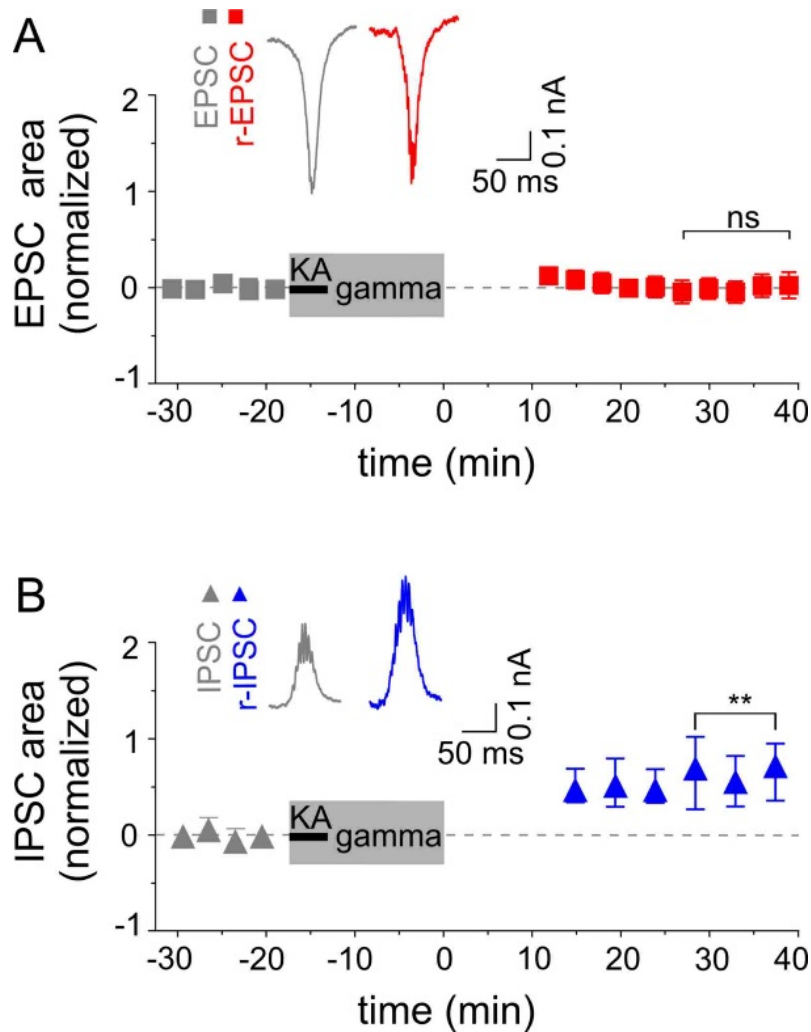 A
EPSC
r-EPSC
0.1 nA
50 ms
EPSC area
(normalized)
2
1
0
-1
ns
KA
gamma
-30 -20 -10 0 10 20 30 40
time (min)
B
IPSC
r-IPSC
0.1 nA
50 ms
IPSC area
(normalized)
2
1
0
-1
**
KA
gamma
-30 -20 -10 0 10 20 30 40
time (min)